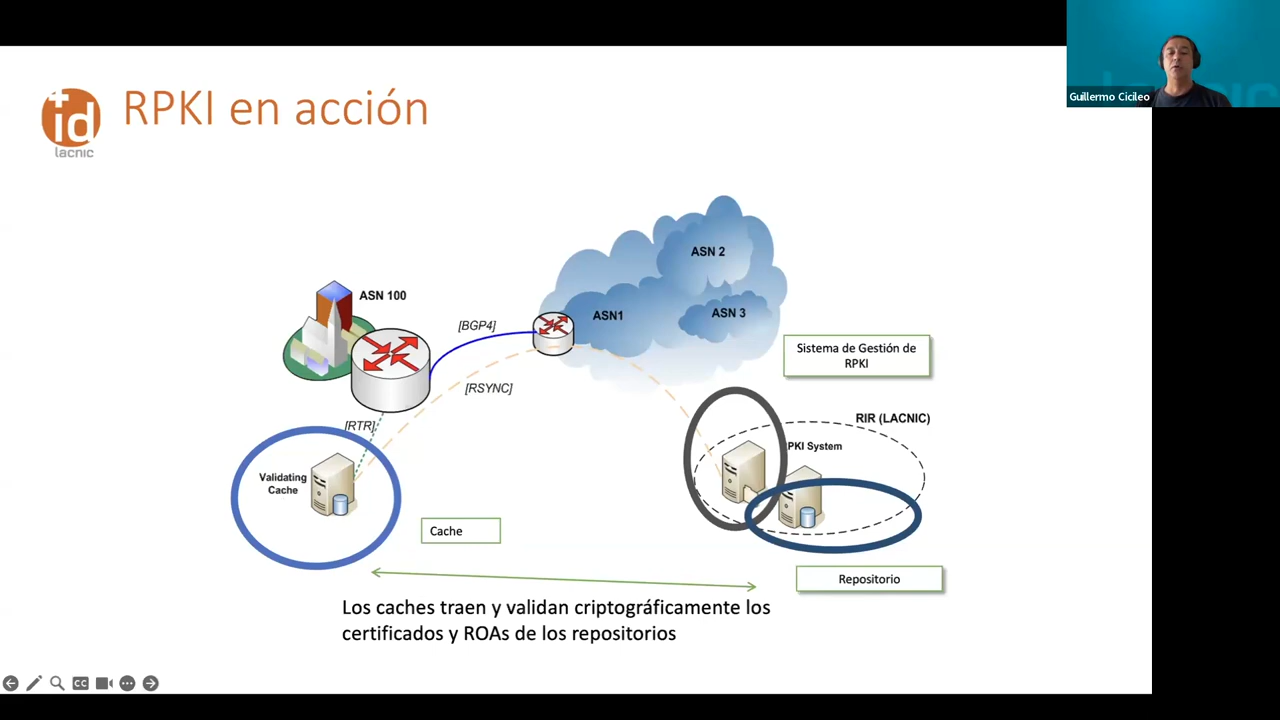 Guillermo Cicileo
+id
lacnic
RPKI en acción
ASN 2
ASN 100
ASN1
ASN 3
[BGP4]
Sistema de Gestión de
RPKI
[RSYNC]
RIR (LACNIC)
[RTR]
PKI System
Validating
Cache
Cache
Repositorio
Los caches traen y validan criptográficamente los
certificados y ROAs de los repositorios
CC